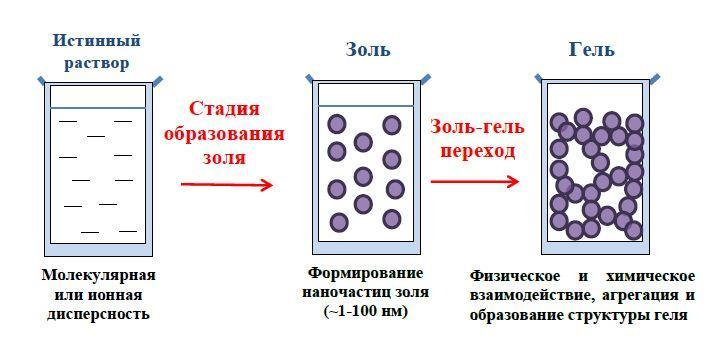 Истинный
раствор
Стадия
образования
золя
Золь
Золь-гель
переход
Гель
Молекулярная
или ионная
дисперсность
Формирование
наночастиц золя
(~1-100 нм)
Физическое и химическое
взаимодействие, агрегация и
образование структуры геля